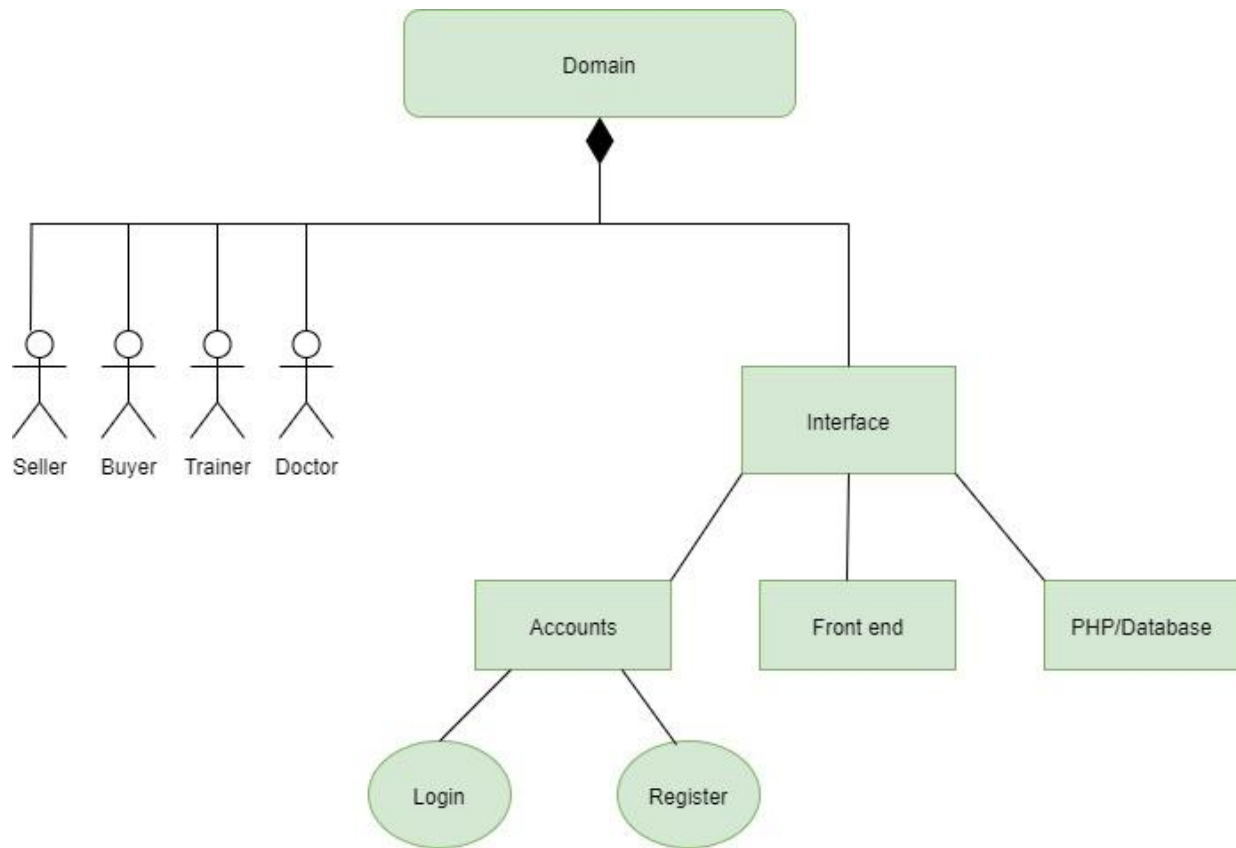 Domain
Interface
Seller Buyer Trainer Doctor
Accounts Front end PHP/Database
Login Register